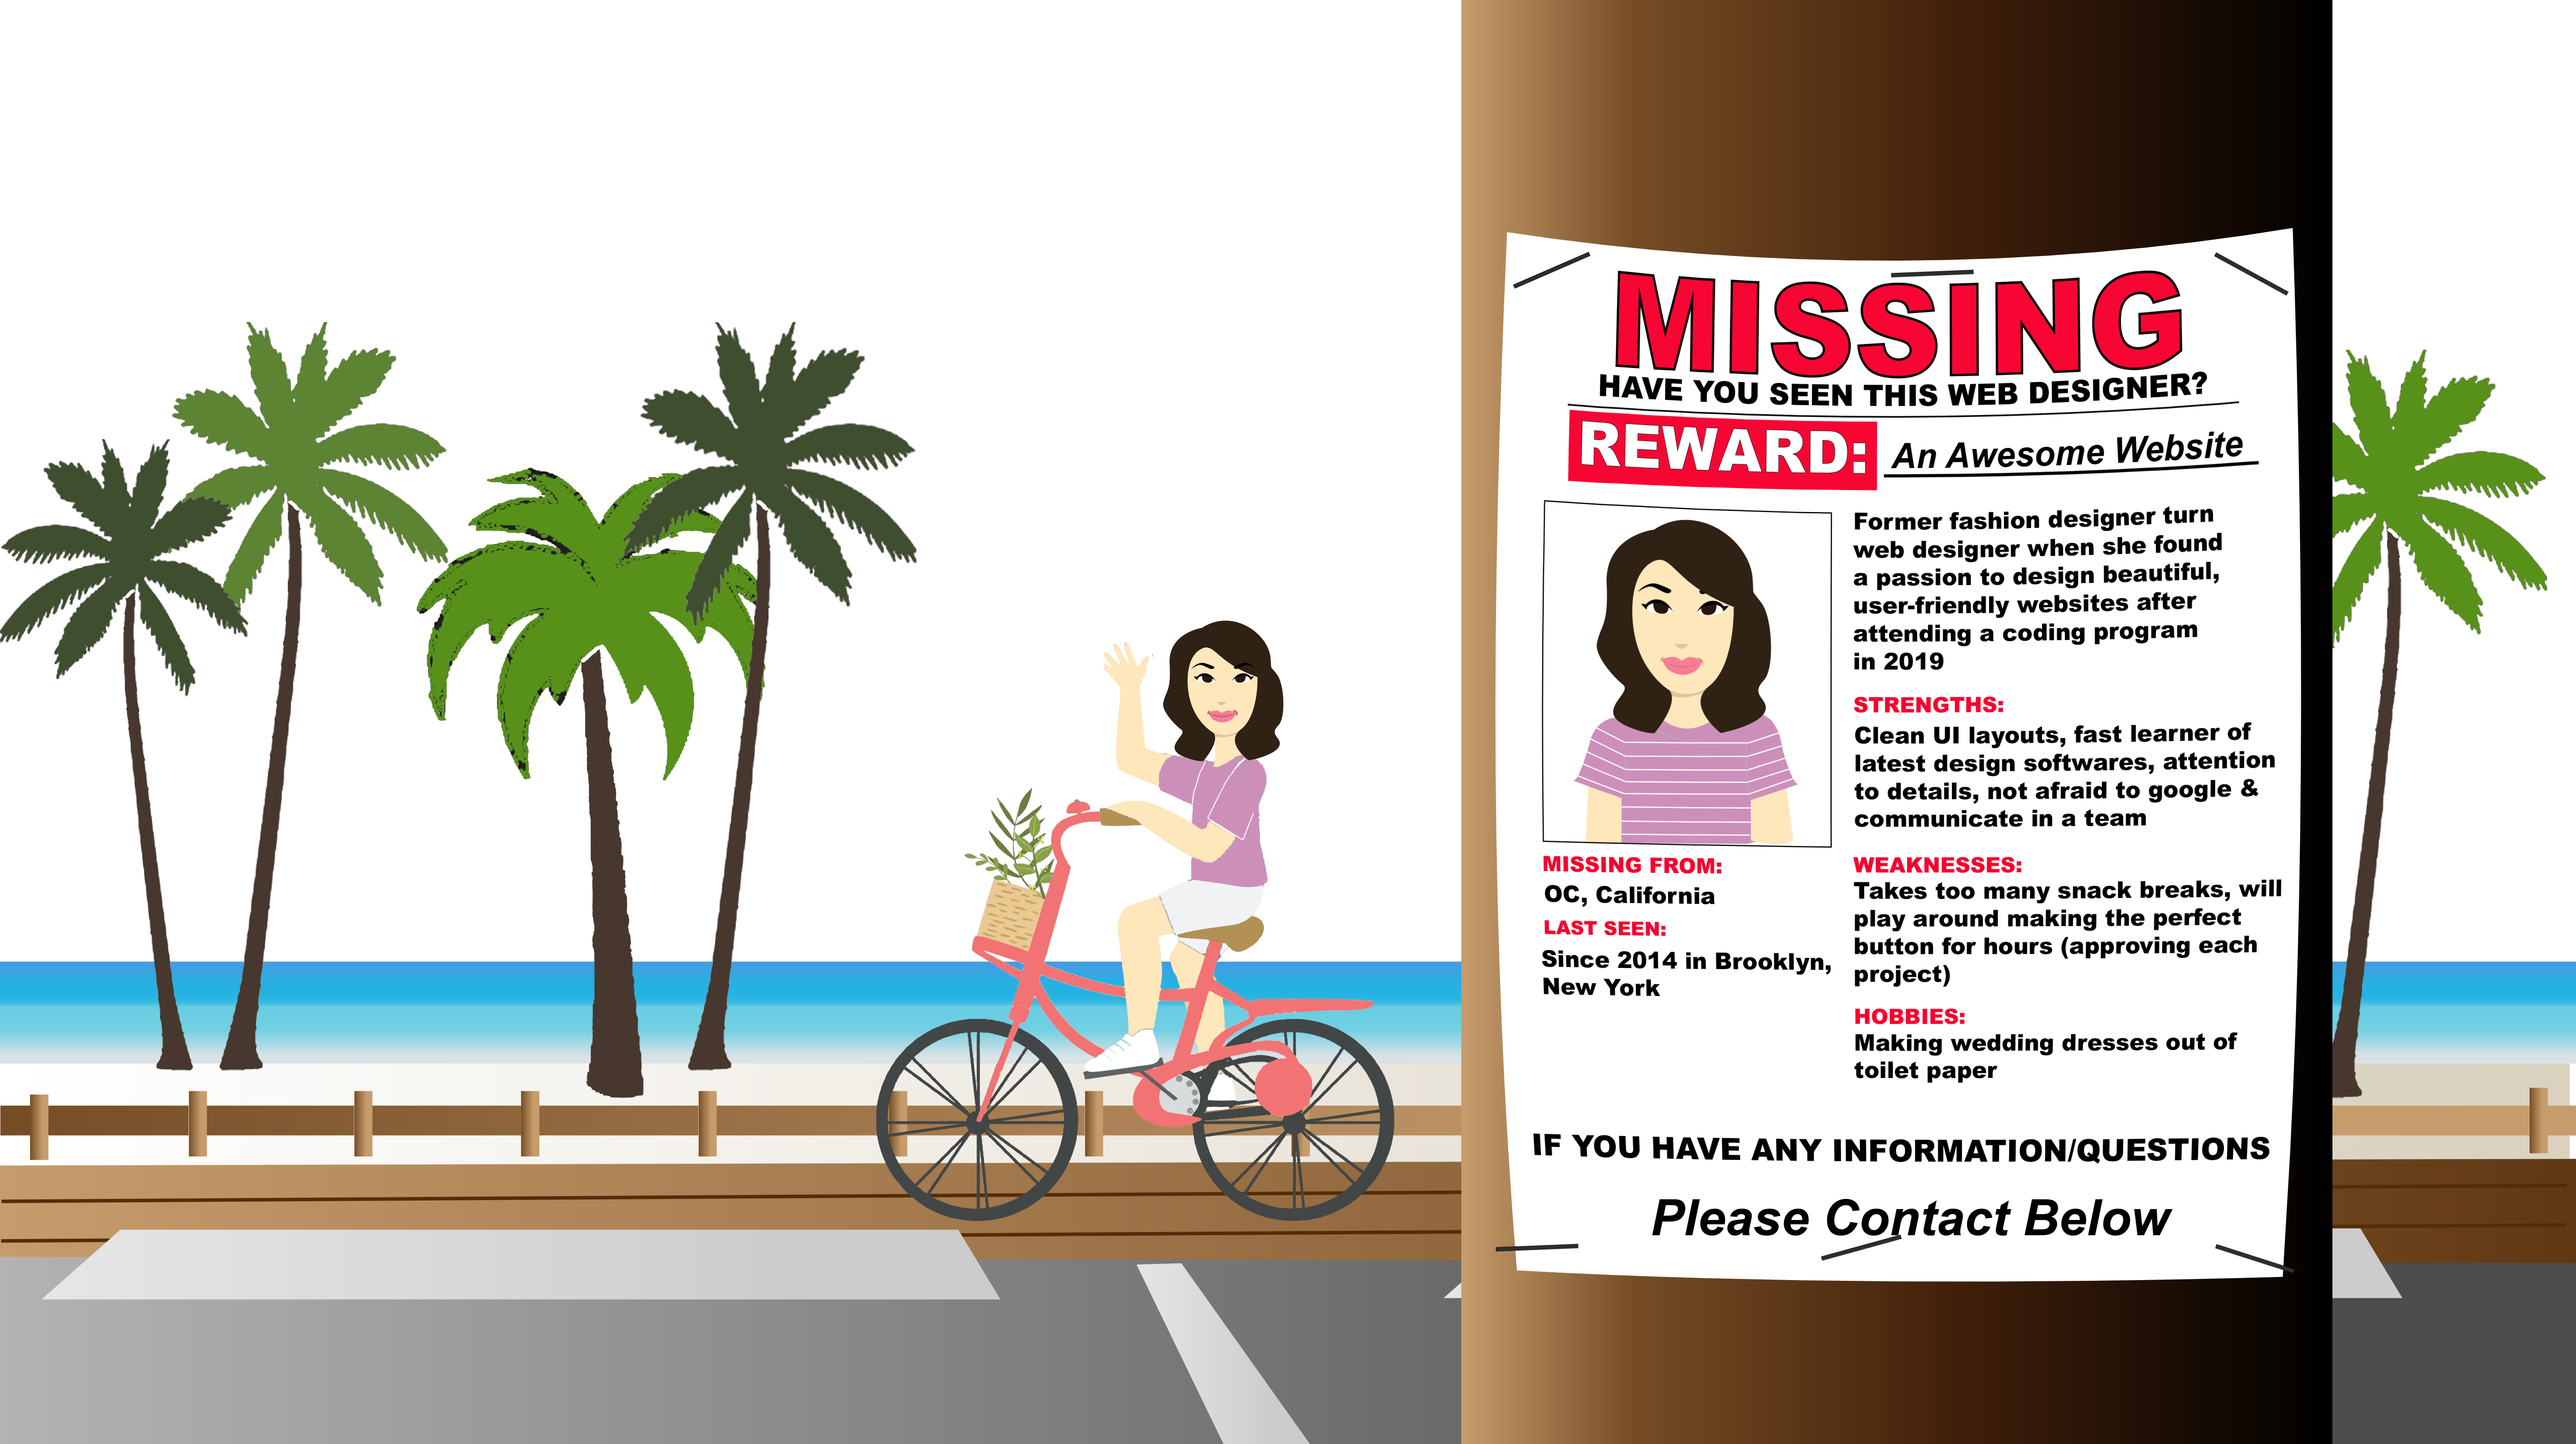 MISSING
HAVE YOU SEEN THIS WEB DESIGNER?
REWARD: An Awesome Website
Former fashion designer turn
web designer when she found
a passion to design beautiful,
user-friendly websites after
attending a coding program
in 2019
STRENGTHS:
Clean UI layouts, fast learner of
latest design softwares, attention
to details, not afraid to google &
communicate in a team
MISSING FROM:
OC, California
LAST SEEN:
Since 2014 in Brooklyn,
New York
WEAKNESSES:
Takes too many snack breaks, will
play around making the perfect
button for hours (approving each
project)
HOBBIES:
Making wedding dresses out of
toilet paper
IF YOU HAVE ANY INFORMATION/QUESTIONS
Please Contact Below